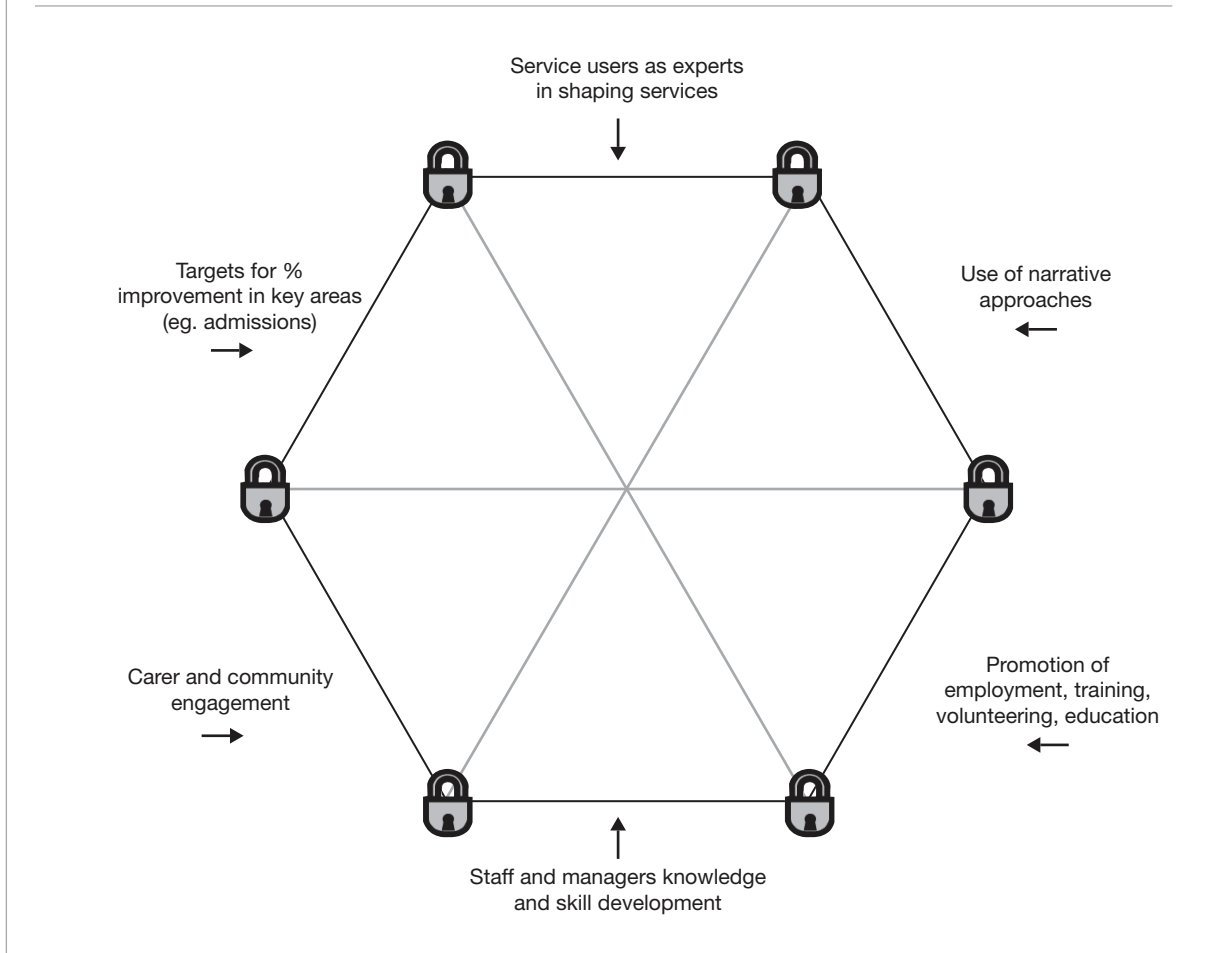 Service users as experts
in shaping services
Targets for %
improvement in key areas
(eg. admissions)
Use of narrative
approaches
Carer and community
engagement
Promotion of
employment, training,
volunteering, education
Staff and managers knowledge
and skill development